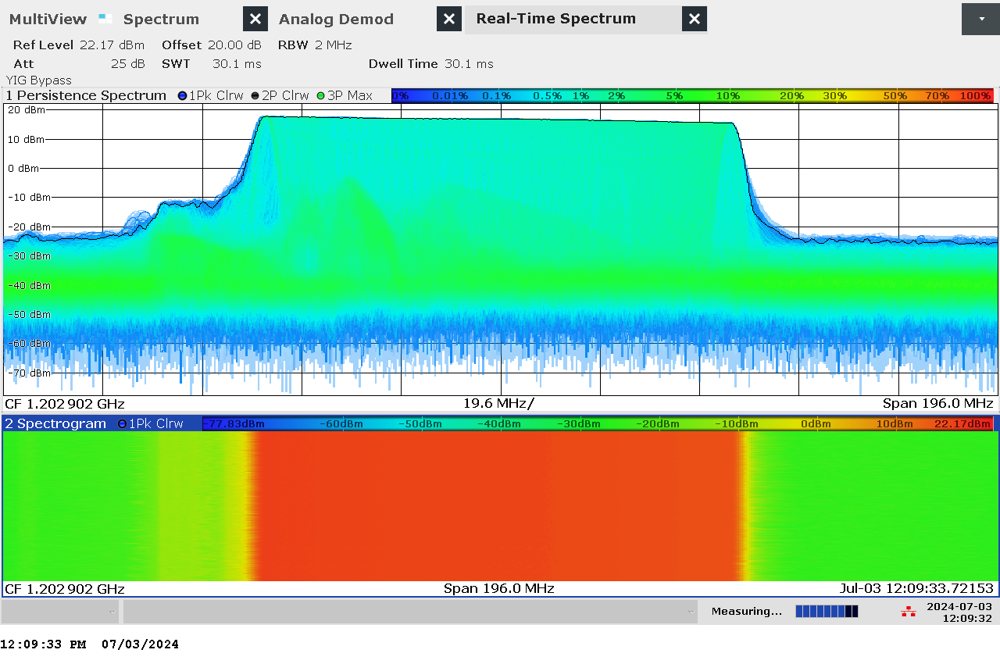 MultiView Spectrum Analog Demod Real-Time Spectrum
Ref Level 22.17 dBm Offset 20.00 dB RBW 2 MHz
Att 25 dB SWT 30.1 ms Dwell Time 30.1 ms
YIG Bypass
1 Persistence Spectrum 1Pk Clrw 2P Clrw 3P Max 0% 0.01% 0.1% 0.5% 1% 2% 5% 10% 20% 30% 50% 70% 100%
20 dBm
10 dBm
0 dBm
-10 dBm
-20 dBm
-30 dBm
-40 dBm
-50 dBm
-60 dBm
-70 dBm
CF 1.202902 GHz 19.6 MHz/ Span 196.0 MHz
2 Spectrogram 1Pk Clrw -77.83dBm -60dBm -50dBm -40dBm -30dBm -20dBm -10dBm 0dBm 10dBm 22.17dBm
CF 1.202902 GHz Span 196.0 MHz Jul-03 12:09:33.72153
Measuring... 2024-07-03
12:09:32
12:09:33 PM 07/03/2024